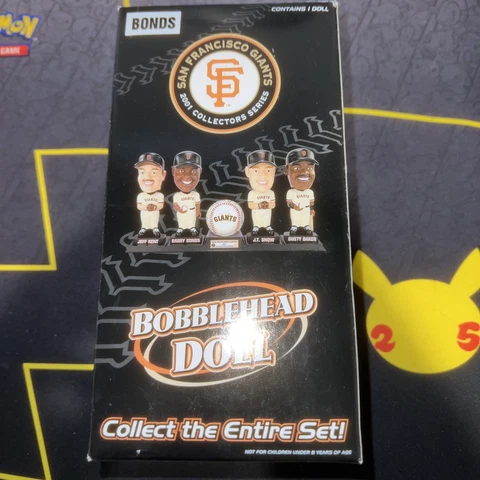 BONDS
CONTAINS 1 DOLL
SAN FRANCISCO GIANTS
SF
2001 COLLECTORS SERIES
GIANTS
JEFF KENT
BARRY BONDS
J.T. SNOW
DUSTY BAKER
BOBBLEHEAD
DOLL
Collect the Entire Set!
NOT FOR CHILDREN UNDER 8 YEARS OF AGE
GAME
25